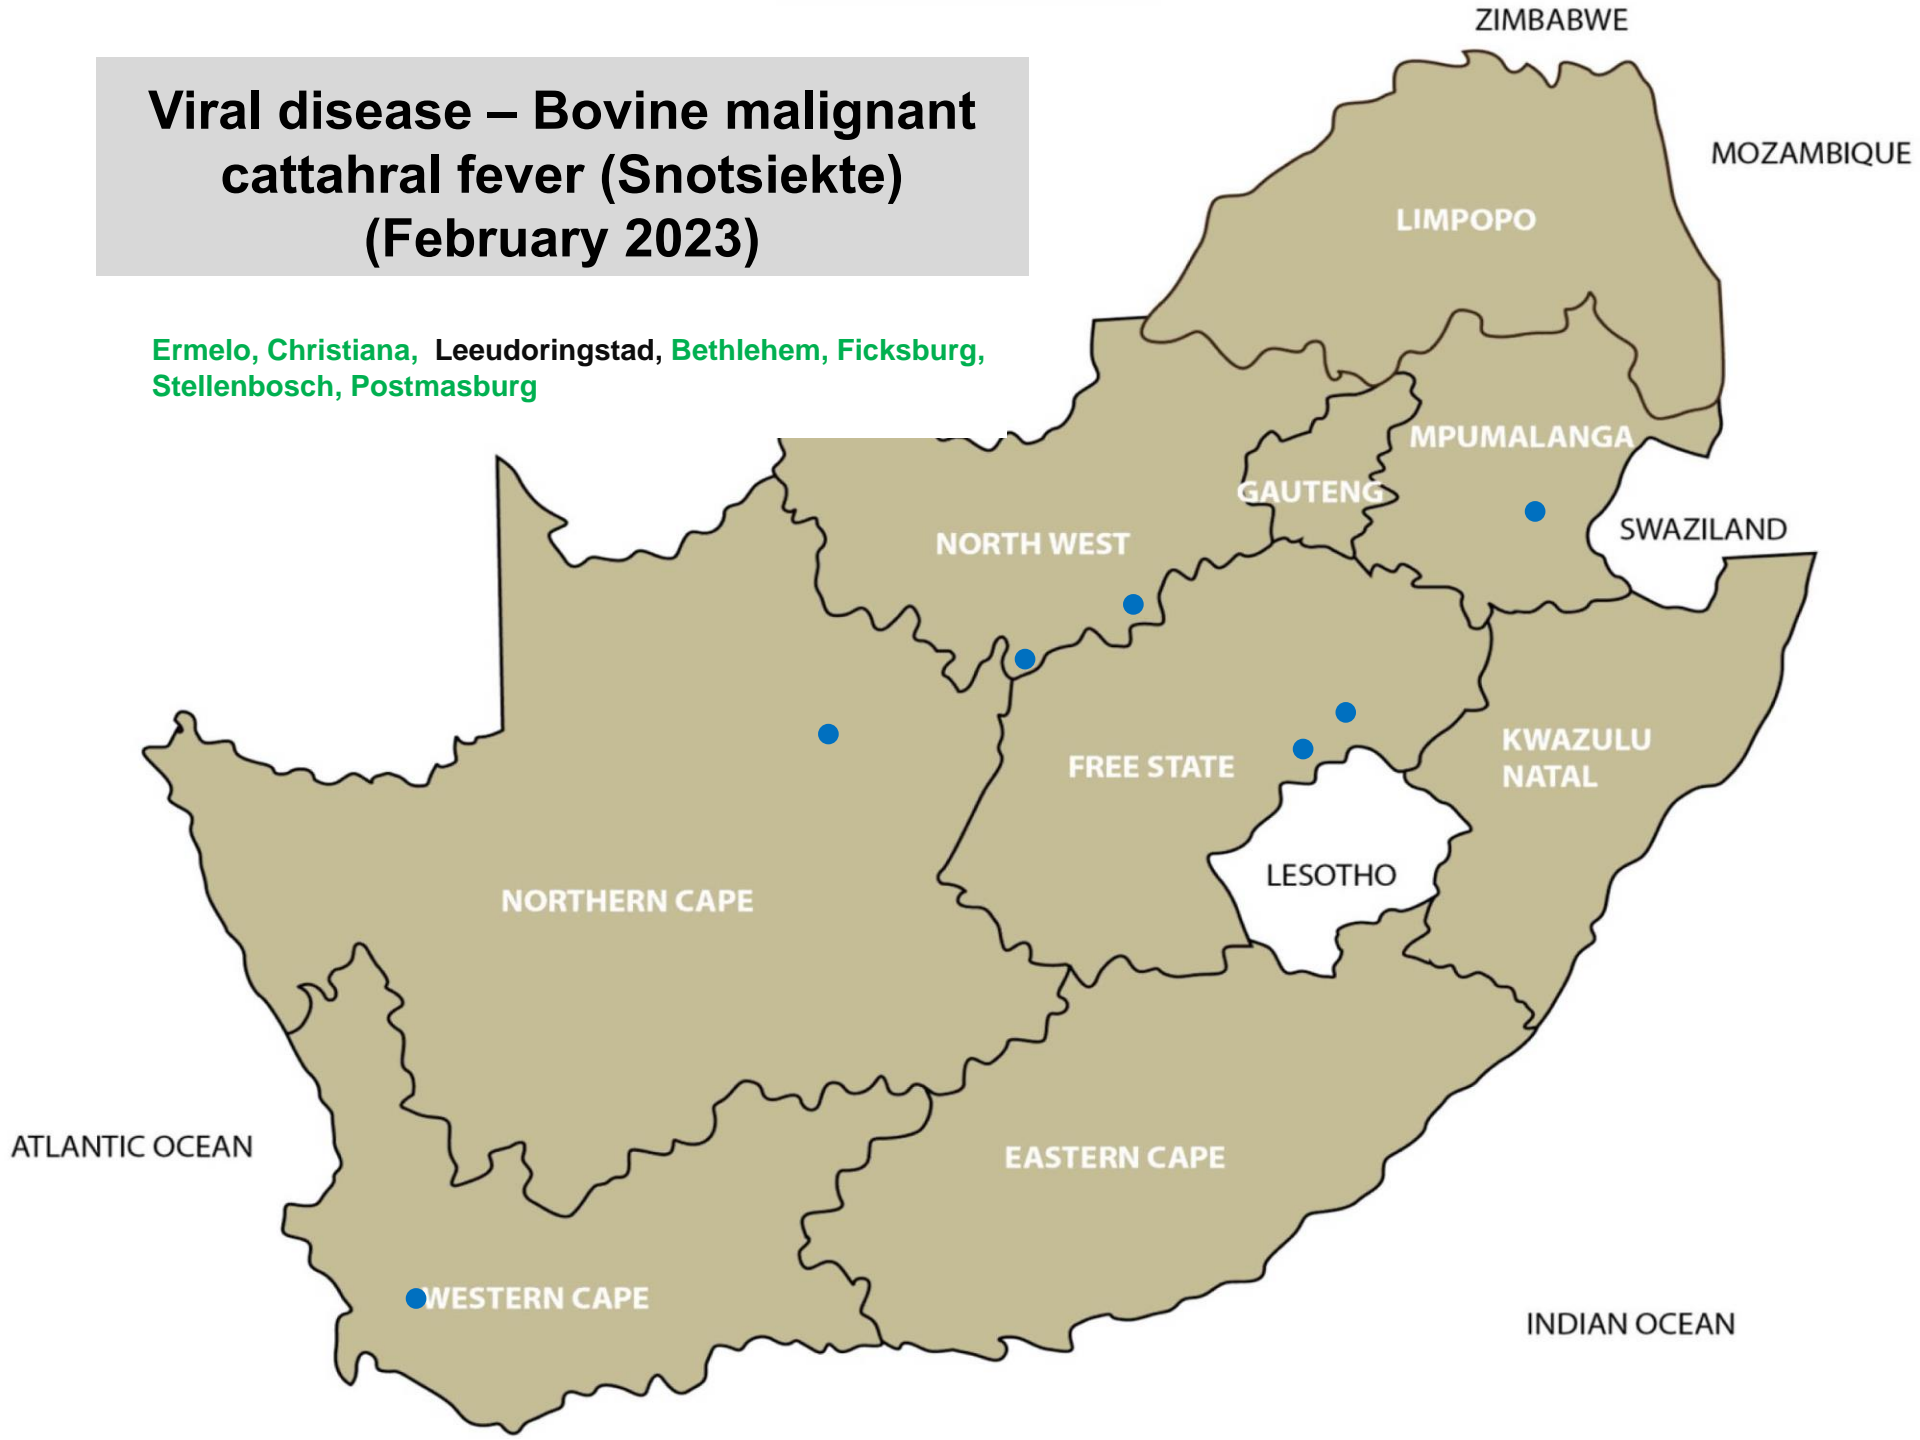 ZIMBABWE
Viral disease – Bovine malignant
cattahral fever (Snotsiekte)
(February 2023)
MOZAMBIQUE
LIMPOPO
Ermelo, Christiana, Leeudoringstad, Bethlehem, Ficksburg,
Stellenbosch, Postmasburg
MPUMALANGA
GAUTENG
SWAZILAND
NORTH WEST
KWAZULU
NATAL
FREE STATE
LESOTHO
NORTHERN CAPE
ATLANTIC OCEAN
EASTERN CAPE
WESTERN CAPE
INDIAN OCEAN